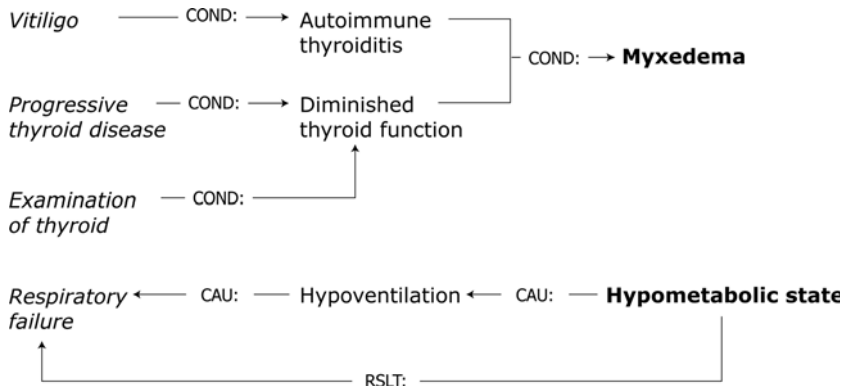 Vitiligo COND: Autoimmune
thyroiditis
COND: Myxedema
Progressive COND: Diminished
thyroid disease thyroid function
Examination COND:
of thyroid
Respiratory CAU: Hypoventilation CAU: Hypometabolic state
failure
RSLT: